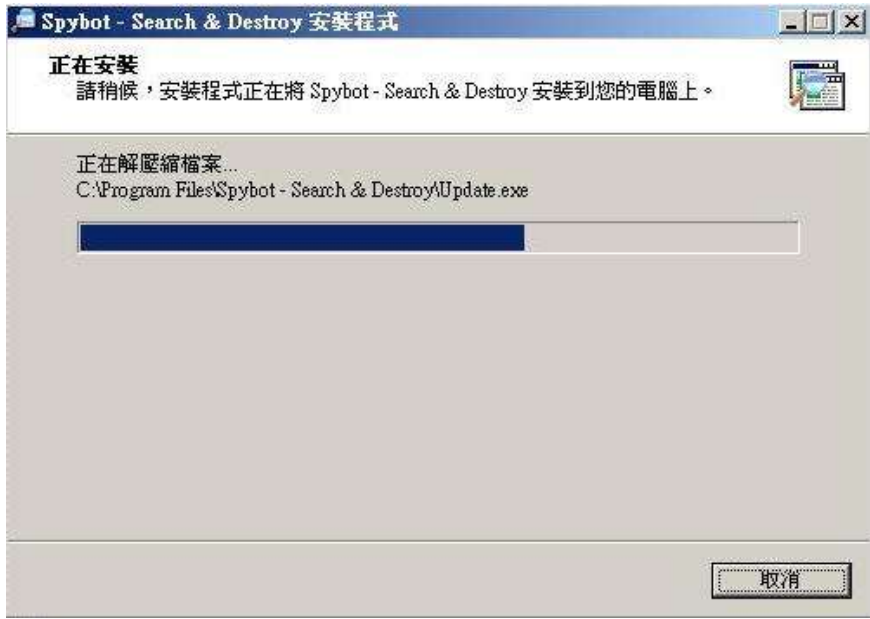 Spybot - Search & Destroy 安裝程式
正在安裝
請稍候，安裝程式正在將 Spybot - Search & Destroy 安裝到您的電腦上。
正在解壓縮檔案...
C:\Program Files\Spybot - Search & Destroy\Update.exe
取消